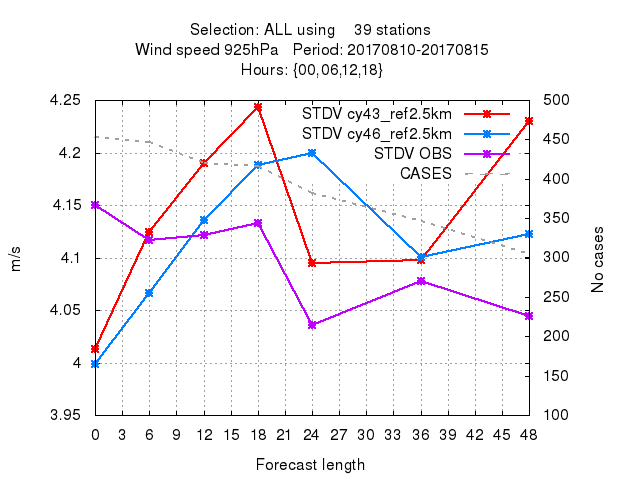 Selection: ALL using 39 stations
Wind speed 925hPa Period: 20170810-20170815
Hours: {00,06,12,18}
4.25 500
STDV cy43_ref2.5km
STDV cy46_ref2.5km
STDV OBS
CASES
4.2 450
4.15 400
4.1 350
4.05 300
4 250
3.95 200
150
100
m/s
No cases
0 3 6 9 12 15 18 21 24 27 30 33 36 39 42 45 48
Forecast length